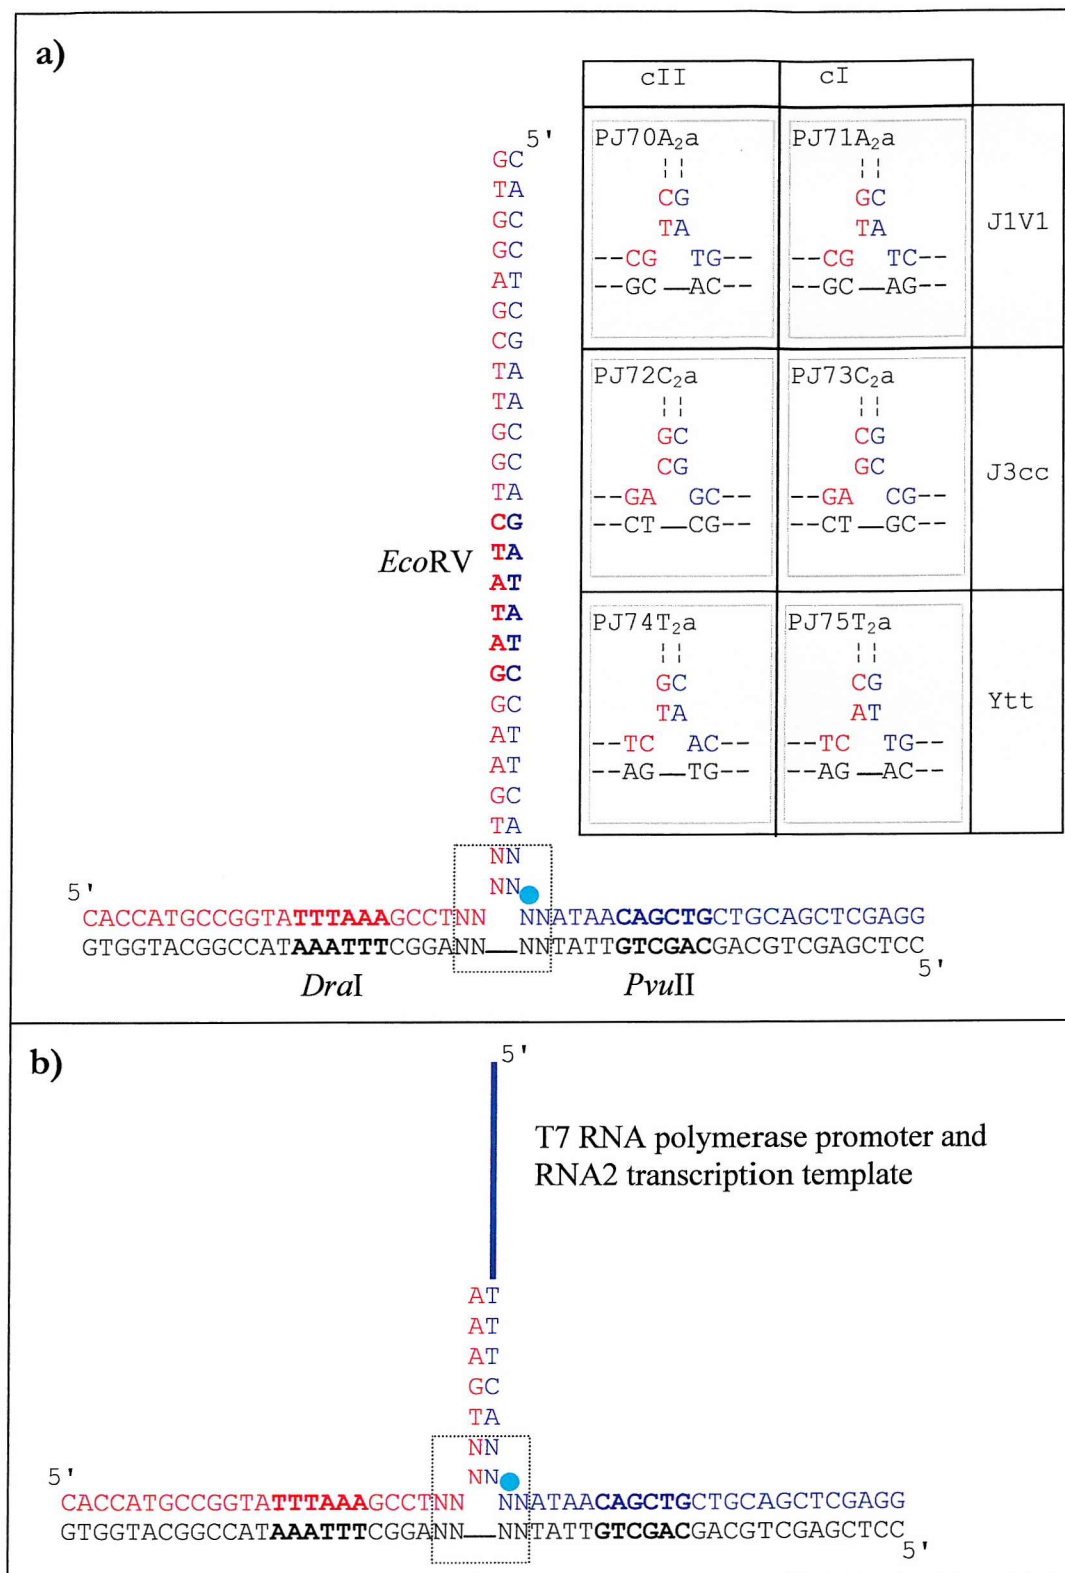 a)
5'
GC
TA
GC
GC
AT
GC
CG
TA
TA
GC
GC
TA
CG
EcoRV TA
AT
TA
AT
GC
GC
AT
AT
GC
TA
NN
NN
5'
CACCATGCCGGTATTTAAAGCCTNN NNATAACAGCTGCTGCAGCTCGAGG
GTGGTACGGCCATAAATTTCGGANN—NNTATTGTCGACGACGTCGAGCTCC
5'
DraI PvuII
cII cI
PJ70A2a
CG
TA
--CG TG--
--GC—AC--
PJ71A2a
GC
TA
--CG TC--
--GC—AG--
J1V1
PJ72C2a
GC
CG
--GA GC--
--CT—CG--
PJ73C2a
CG
GC
--GA CG--
--CT—GC--
J3cc
PJ74T2a
GC
TA
--TC AC--
--AG—TG--
PJ75T2a
CG
AT
--TC TG--
--AG—AC--
Ytt
b)
5'
T7 RNA polymerase promoter and
RNA2 transcription template
AT
AT
AT
GC
TA
NN
NN
5'
CACCATGCCGGTATTTAAAGCCTNN NNATAACAGCTGCTGCAGCTCGAGG
GTGGTACGGCCATAAATTTCGGANN—NNTATTGTCGACGACGTCGAGCTCC
5'